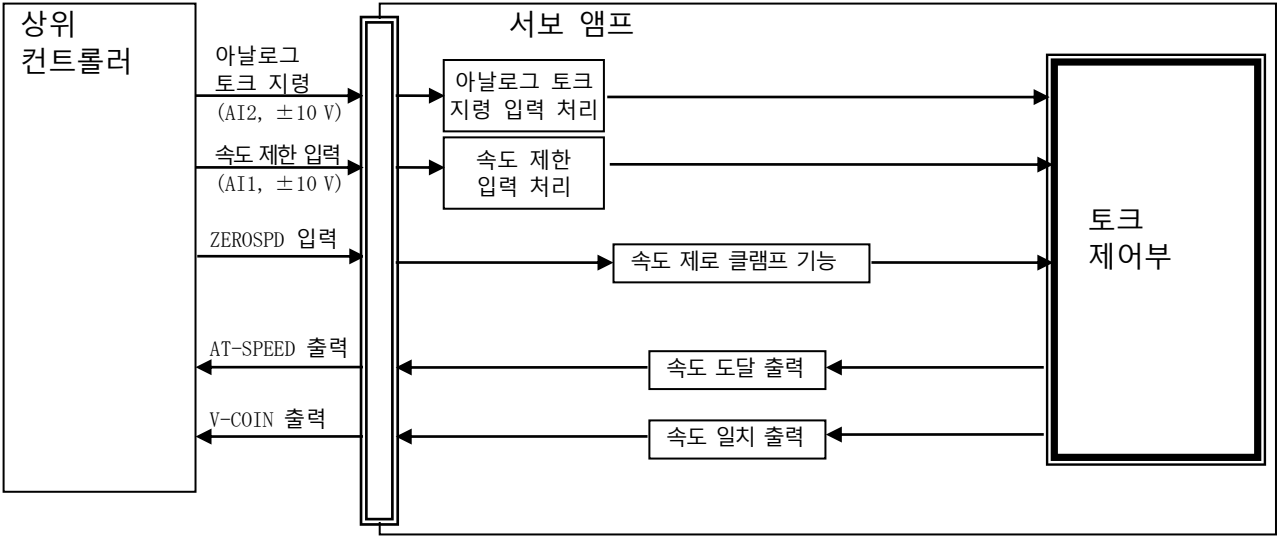 상위
컨트롤러
서보 앰프
아날로그
토크 지령
(AI2, ±10 V)
아날로그 토크
지령 입력 처리
속도 제한 입력
(AI1, ±10 V)
속도 제한
입력 처리
ZEROSPD 입력
속도 제로 클램프 기능
토크
제어부
AT-SPEED 출력
속도 도달 출력
V-COIN 출력
속도 일치 출력